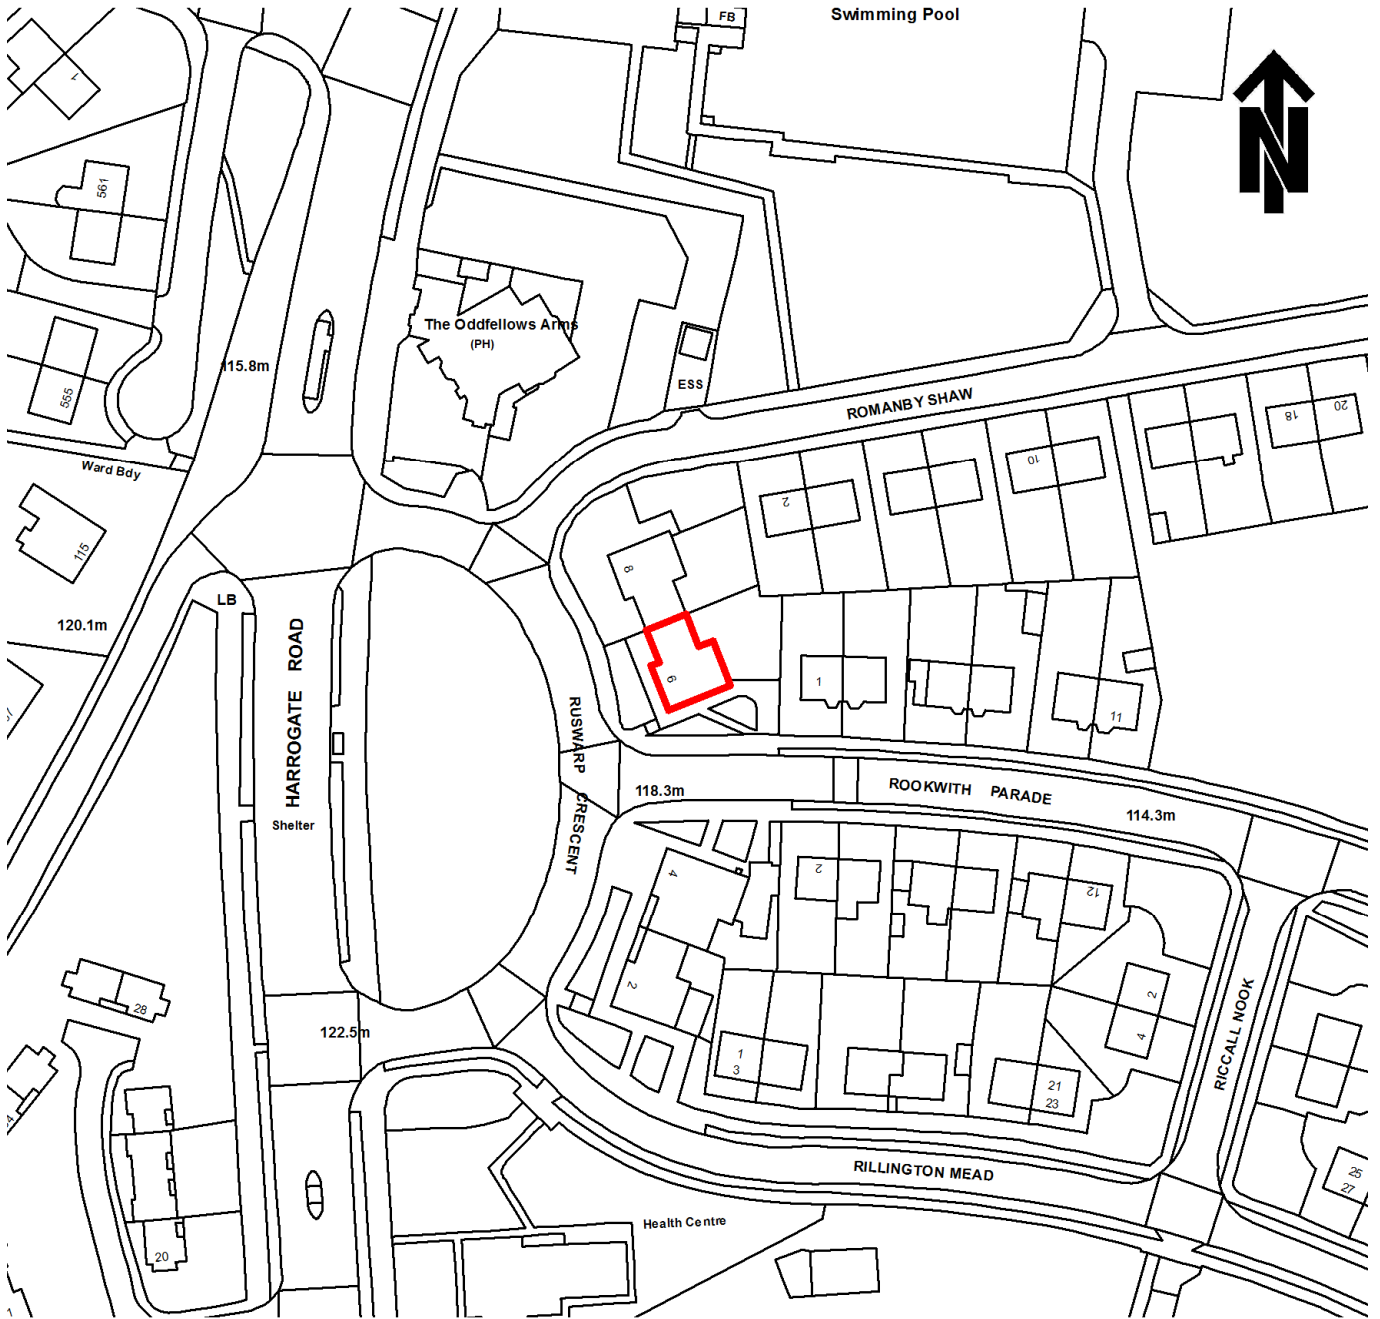 FB
Swimming Pool
1
N
561
The Oddfellows Arms
(PH)
115.8m
555
ESS
ROMANBY SHAW
18
20
10
Ward Bdy
2
115
8
LB
120.1m
HARROGATE ROAD
6
1
11
RUSWARP CRESCENT
118.3m
ROOKWITH PARADE
114.3m
Shelter
4
2
12
2
2
4
28
RICCALL NOOK
122.5m
1
3
21
23
RILLINGTON MEAD
25
27
Health Centre
20